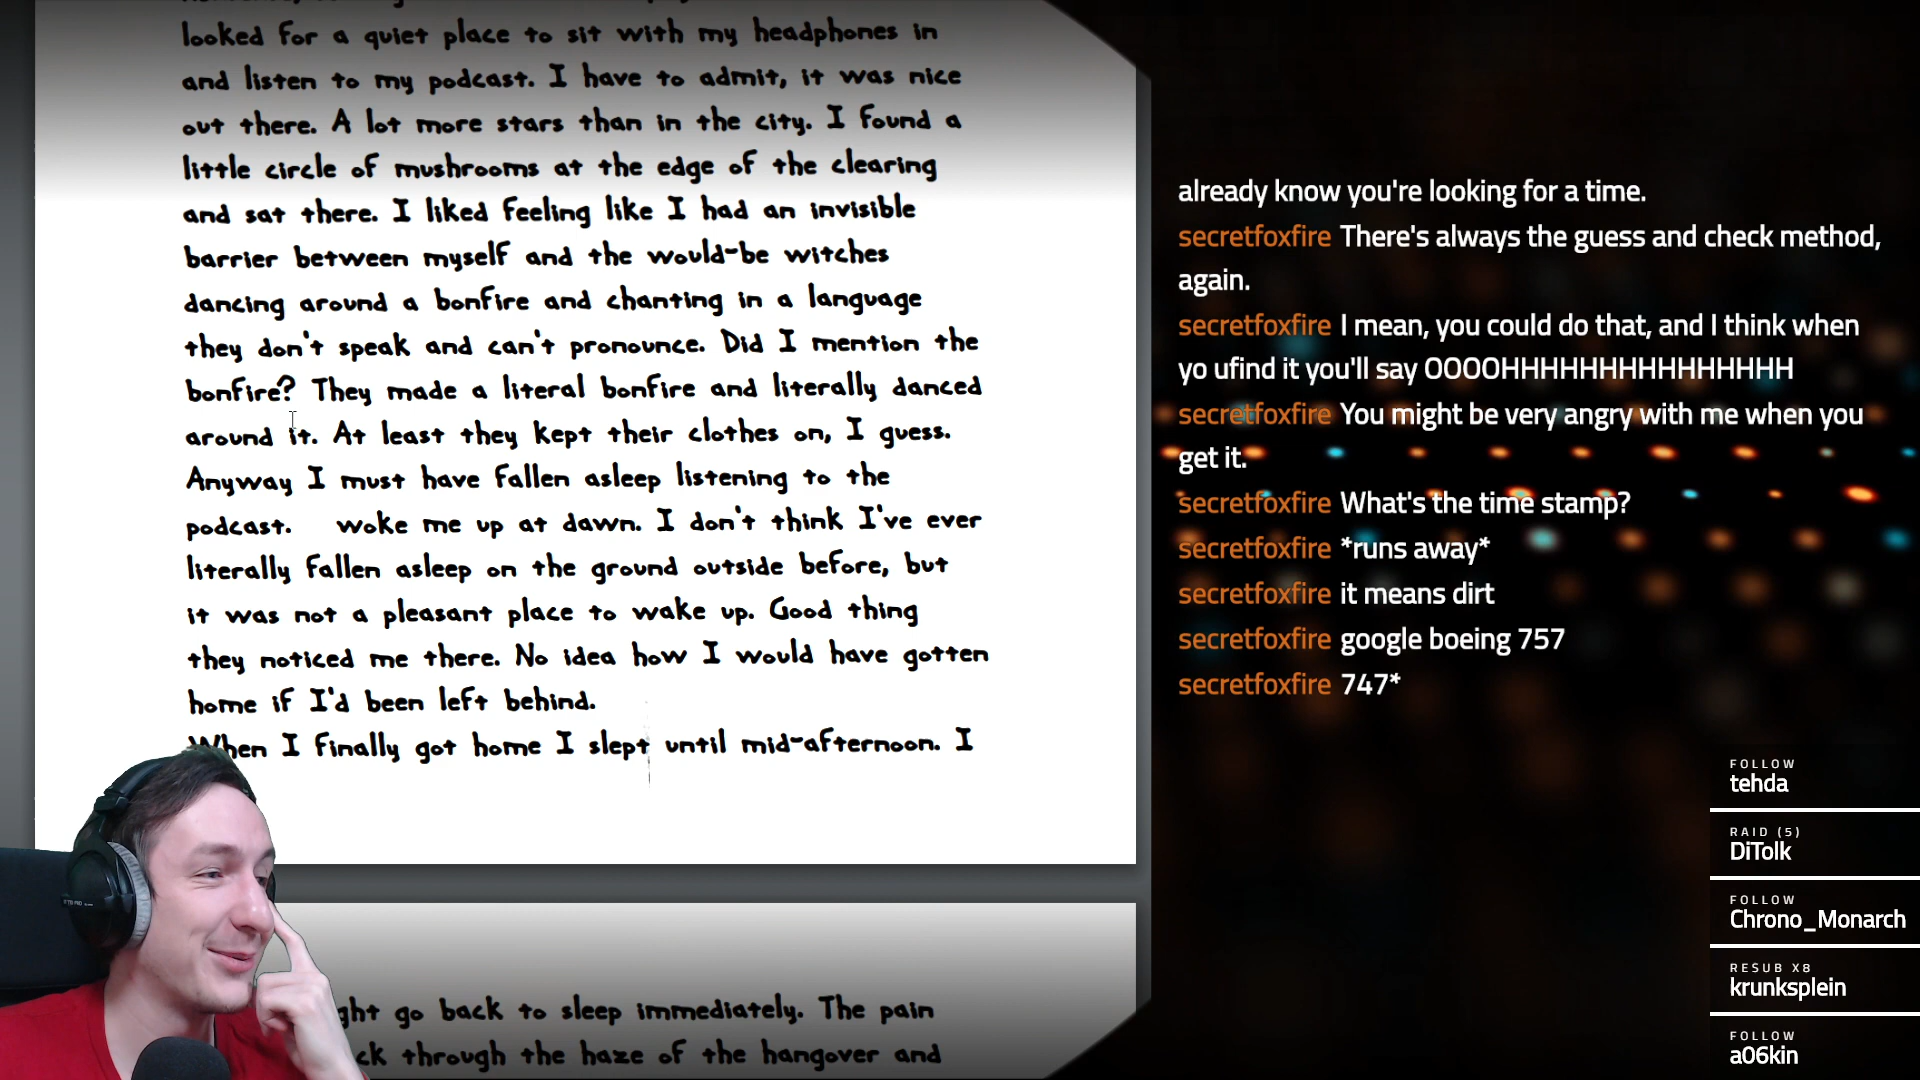 looked for a quiet place to sit with my headphones in
and listen to my podcast. I have to admit, it was nice
out there. A lot more stars than in the city. I found a
little circle of mushrooms at the edge of the clearing
and sat there. I liked feeling like I had an invisible
barrier between myself and the would-be witches
dancing around a bonfire and chanting in a language
they don't speak and can't pronounce. Did I mention the
bonfire? They made a literal bonfire and literally danced
around it. At least they kept their clothes on, I guess.
Anyway I must have fallen asleep listening to the
podcast. woke me up at dawn. I don't think I've ever
literally fallen asleep on the ground outside before, but
it was not a pleasant place to wake up. Good thing
they noticed me there. No idea how I would have gotten
home if I'd been left behind.
When I finally got home I slept until mid-afternoon. I
go back to sleep immediately. The pain
through the haze of the hangover and
already know you're looking for a time.
secretfoxfire There's always the guess and check method,
again.
secretfoxfire I mean, you could do that, and I think when
yo ufind it you'll say OOOOHHHHHHHHHHHHHHH
secretfoxfire You might be very angry with me when you
get it.
secretfoxfire What's the time stamp?
secretfoxfire *runs away*
secretfoxfire it means dirt
secretfoxfire google boeing 757
secretfoxfire 747*
FOLLOW
tehda
RAID (5)
DiTolk
FOLLOW
Chrono_Monarch
RESUB X8
krunksplein
FOLLOW
a06kin